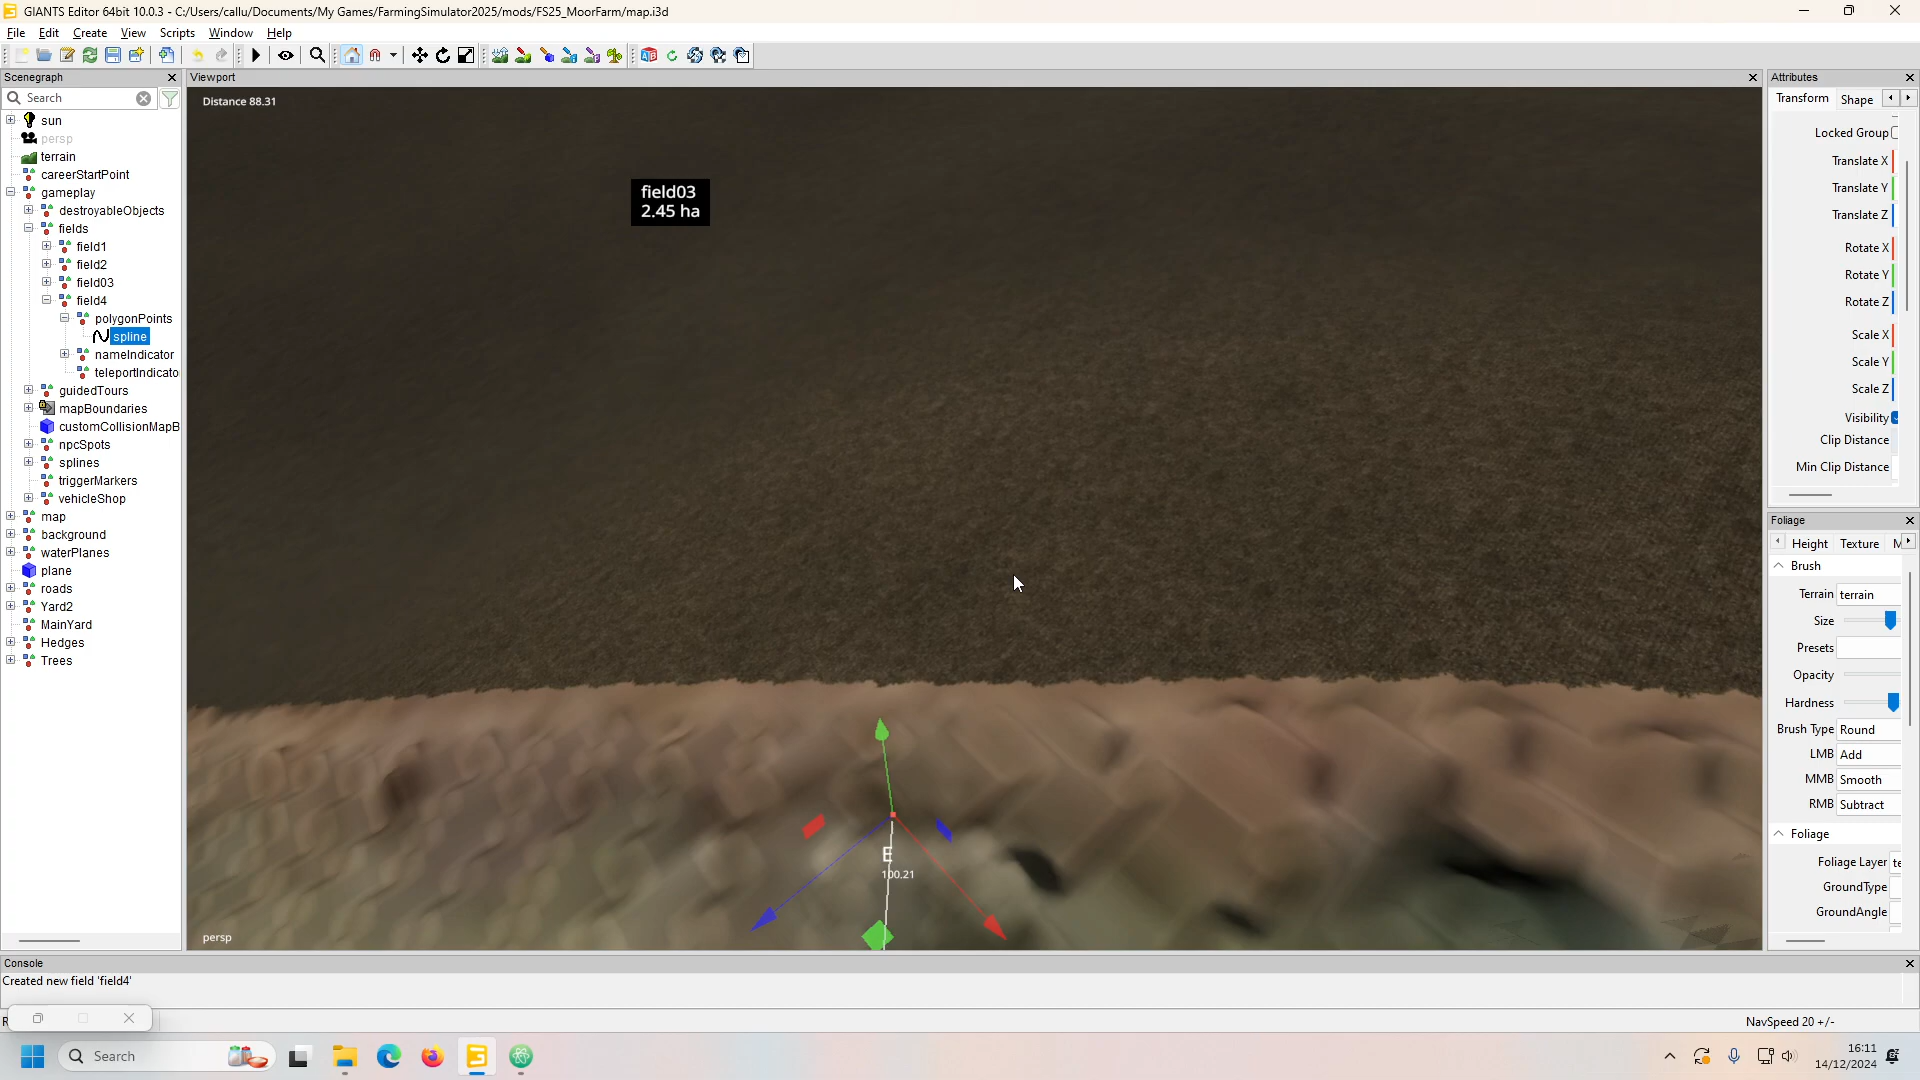 GIANTS Editor 64bit 10.0.3 - C:/Users/callu/Documents/My Games/FarmingSimulator2025/mods/FS25_MoorFarm/map.i3d
File Edit Create View Scripts Window Help
Scenegraph
Search
sun
persp
terrain
careerStartPoint
gameplay
destroyableObjects
fields
field1
field2
field03
field4
polygonPoints
spline
nameIndicator
teleportIndicato
guidedTours
mapBoundaries
customCollisionMapB
npcSpots
splines
triggerMarkers
vehicleShop
map
background
waterPlanes
plane
roads
Yard2
MainYard
Hedges
Trees
Viewport
Distance 88.31
field03
2.45 ha
E
100.21
persp
Attributes
Transform Shape
Locked Group
Translate X
Translate Y
Translate Z
Rotate X
Rotate Y
Rotate Z
Scale X
Scale Y
Scale Z
Visibility
Clip Distance
Min Clip Distance
Foliage
Height Texture
Brush
Terrain terrain
Size
Presets
Opacity
Hardness
Brush Type Round
LMB Add
MMB Smooth
RMB Subtract
Foliage
Foliage Layer te
GroundType
GroundAngle
Console
Created new field 'field4'
NavSpeed 20 +/-
Search
16:11
14/12/2024